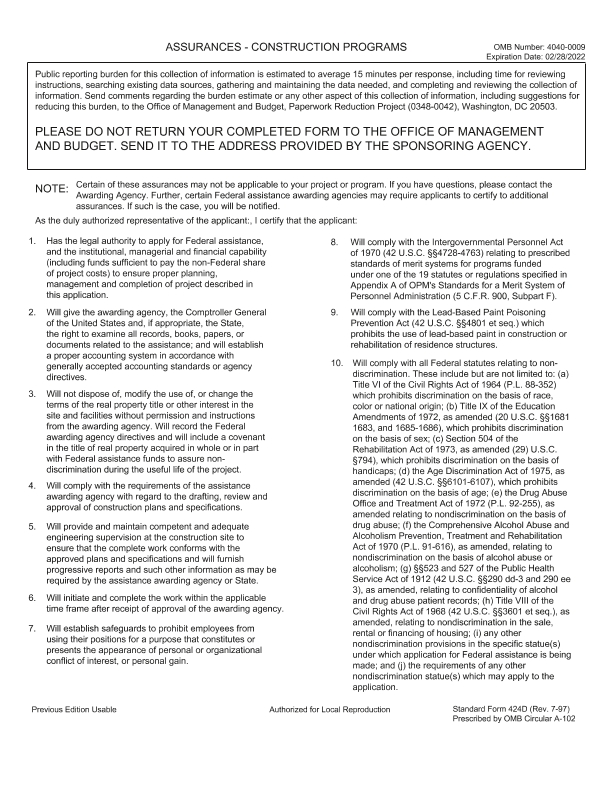 ASSURANCES - CONSTRUCTION PROGRAMS
OMB Number: 4040-0009
Expiration Date: 02/28/2022
Public reporting burden for this collection of information is estimated to average 15 minutes per response, including time for reviewing
instructions, searching existing data sources, gathering and maintaining the data needed, and completing and reviewing the collection of
information. Send comments regarding the burden estimate or any other aspect of this collection of information, including suggestions for
reducing this burden, to the Office of Management and Budget, Paperwork Reduction Project (0348-0042), Washington, DC 20503.
PLEASE DO NOT RETURN YOUR COMPLETED FORM TO THE OFFICE OF MANAGEMENT
AND BUDGET. SEND IT TO THE ADDRESS PROVIDED BY THE SPONSORING AGENCY.
NOTE: Certain of these assurances may not be applicable to your project or program. If you have questions, please contact the
Awarding Agency. Further, certain Federal assistance awarding agencies may require applicants to certify to additional
assurances. If such is the case, you will be notified.
As the duly authorized representative of the applicant:, I certify that the applicant:
1. Has the legal authority to apply for Federal assistance,
and the institutional, managerial and financial capability
(including funds sufficient to pay the non-Federal share
of project costs) to ensure proper planning,
management and completion of project described in
this application.
2. Will give the awarding agency, the Comptroller General
of the United States and, if appropriate, the State,
the right to examine all records, books, papers, or
documents related to the assistance; and will establish
a proper accounting system in accordance with
generally accepted accounting standards or agency
directives.
3. Will not dispose of, modify the use of, or change the
terms of the real property title or other interest in the
site and facilities without permission and instructions
from the awarding agency. Will record the Federal
awarding agency directives and will include a covenant
in the title of real property acquired in whole or in part
with Federal assistance funds to assure non-
discrimination during the useful life of the project.
4. Will comply with the requirements of the assistance
awarding agency with regard to the drafting, review and
approval of construction plans and specifications.
5. Will provide and maintain competent and adequate
engineering supervision at the construction site to
ensure that the complete work conforms with the
approved plans and specifications and will furnish
progressive reports and such other information as may be
required by the assistance awarding agency or State.
6. Will initiate and complete the work within the applicable
time frame after receipt of approval of the awarding agency.
7. Will establish safeguards to prohibit employees from
using their positions for a purpose that constitutes or
presents the appearance of personal or organizational
conflict of interest, or personal gain.
8. Will comply with the Intergovernmental Personnel Act
of 1970 (42 U.S.C. §§4728-4763) relating to prescribed
standards of merit systems for programs funded
under one of the 19 statutes or regulations specified in
Appendix A of OPM's Standards for a Merit System of
Personnel Administration (5 C.F.R. 900, Subpart F).
9. Will comply with the Lead-Based Paint Poisoning
Prevention Act (42 U.S.C. §§4801 et seq.) which
prohibits the use of lead-based paint in construction or
rehabilitation of residence structures.
10. Will comply with all Federal statutes relating to non-
discrimination. These include but are not limited to: (a)
Title VI of the Civil Rights Act of 1964 (P.L. 88-352)
which prohibits discrimination on the basis of race,
color or national origin; (b) Title IX of the Education
Amendments of 1972, as amended (20 U.S.C. §§1681
1683, and 1685-1686), which prohibits discrimination
on the basis of sex; (c) Section 504 of the
Rehabilitation Act of 1973, as amended (29) U.S.C.
§794), which prohibits discrimination on the basis of
handicaps; (d) the Age Discrimination Act of 1975, as
amended (42 U.S.C. §§6101-6107), which prohibits
discrimination on the basis of age; (e) the Drug Abuse
Office and Treatment Act of 1972 (P.L. 92-255), as
amended relating to nondiscrimination on the basis of
drug abuse; (f) the Comprehensive Alcohol Abuse and
Alcoholism Prevention, Treatment and Rehabilitation
Act of 1970 (P.L. 91-616), as amended, relating to
nondiscrimination on the basis of alcohol abuse or
alcoholism; (g) §§523 and 527 of the Public Health
Service Act of 1912 (42 U.S.C. §§290 dd-3 and 290 ee
3), as amended, relating to confidentiality of alcohol
and drug abuse patient records; (h) Title VIII of the
Civil Rights Act of 1968 (42 U.S.C. §§3601 et seq.), as
amended, relating to nondiscrimination in the sale,
rental or financing of housing; (i) any other
nondiscrimination provisions in the specific statue(s)
under which application for Federal assistance is being
made; and (j) the requirements of any other
nondiscrimination statue(s) which may apply to the
application.
Previous Edition Usable
Authorized for Local Reproduction
Standard Form 424D (Rev. 7-97)
Prescribed by OMB Circular A-102